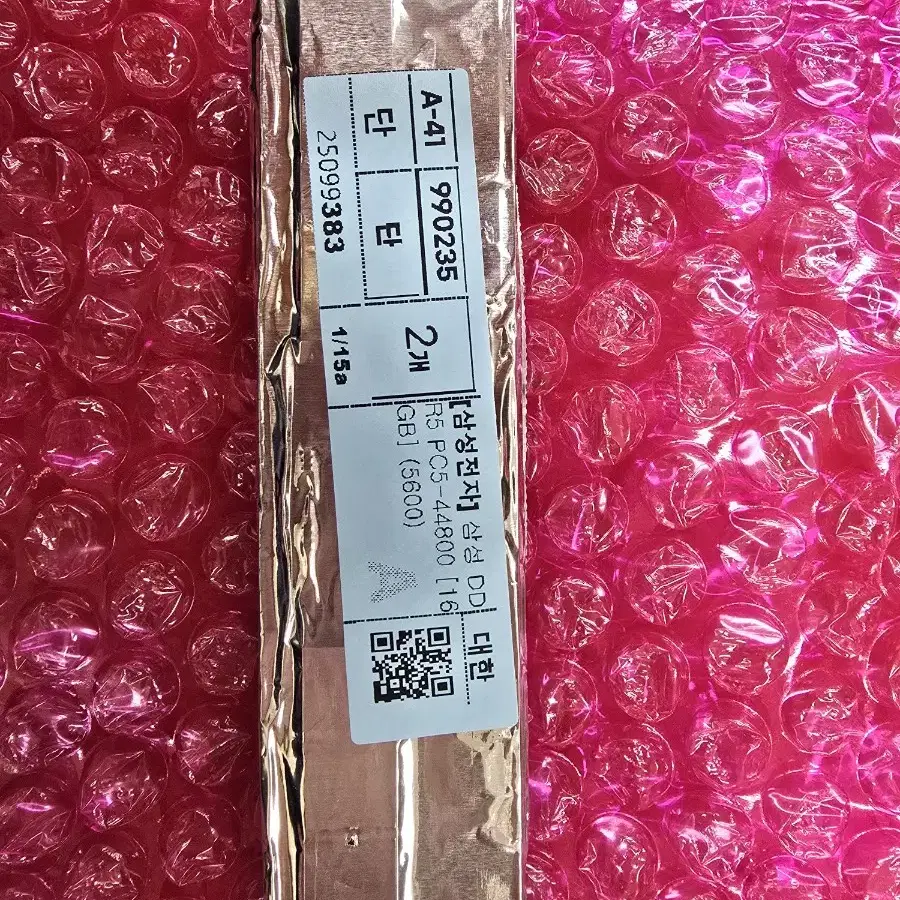 A-41 990235
단 타 2개
25099383 1/15a
[삼성전자] 삼성 DD
R5 PC5-44800 [16
GB] (5600)
A
대한